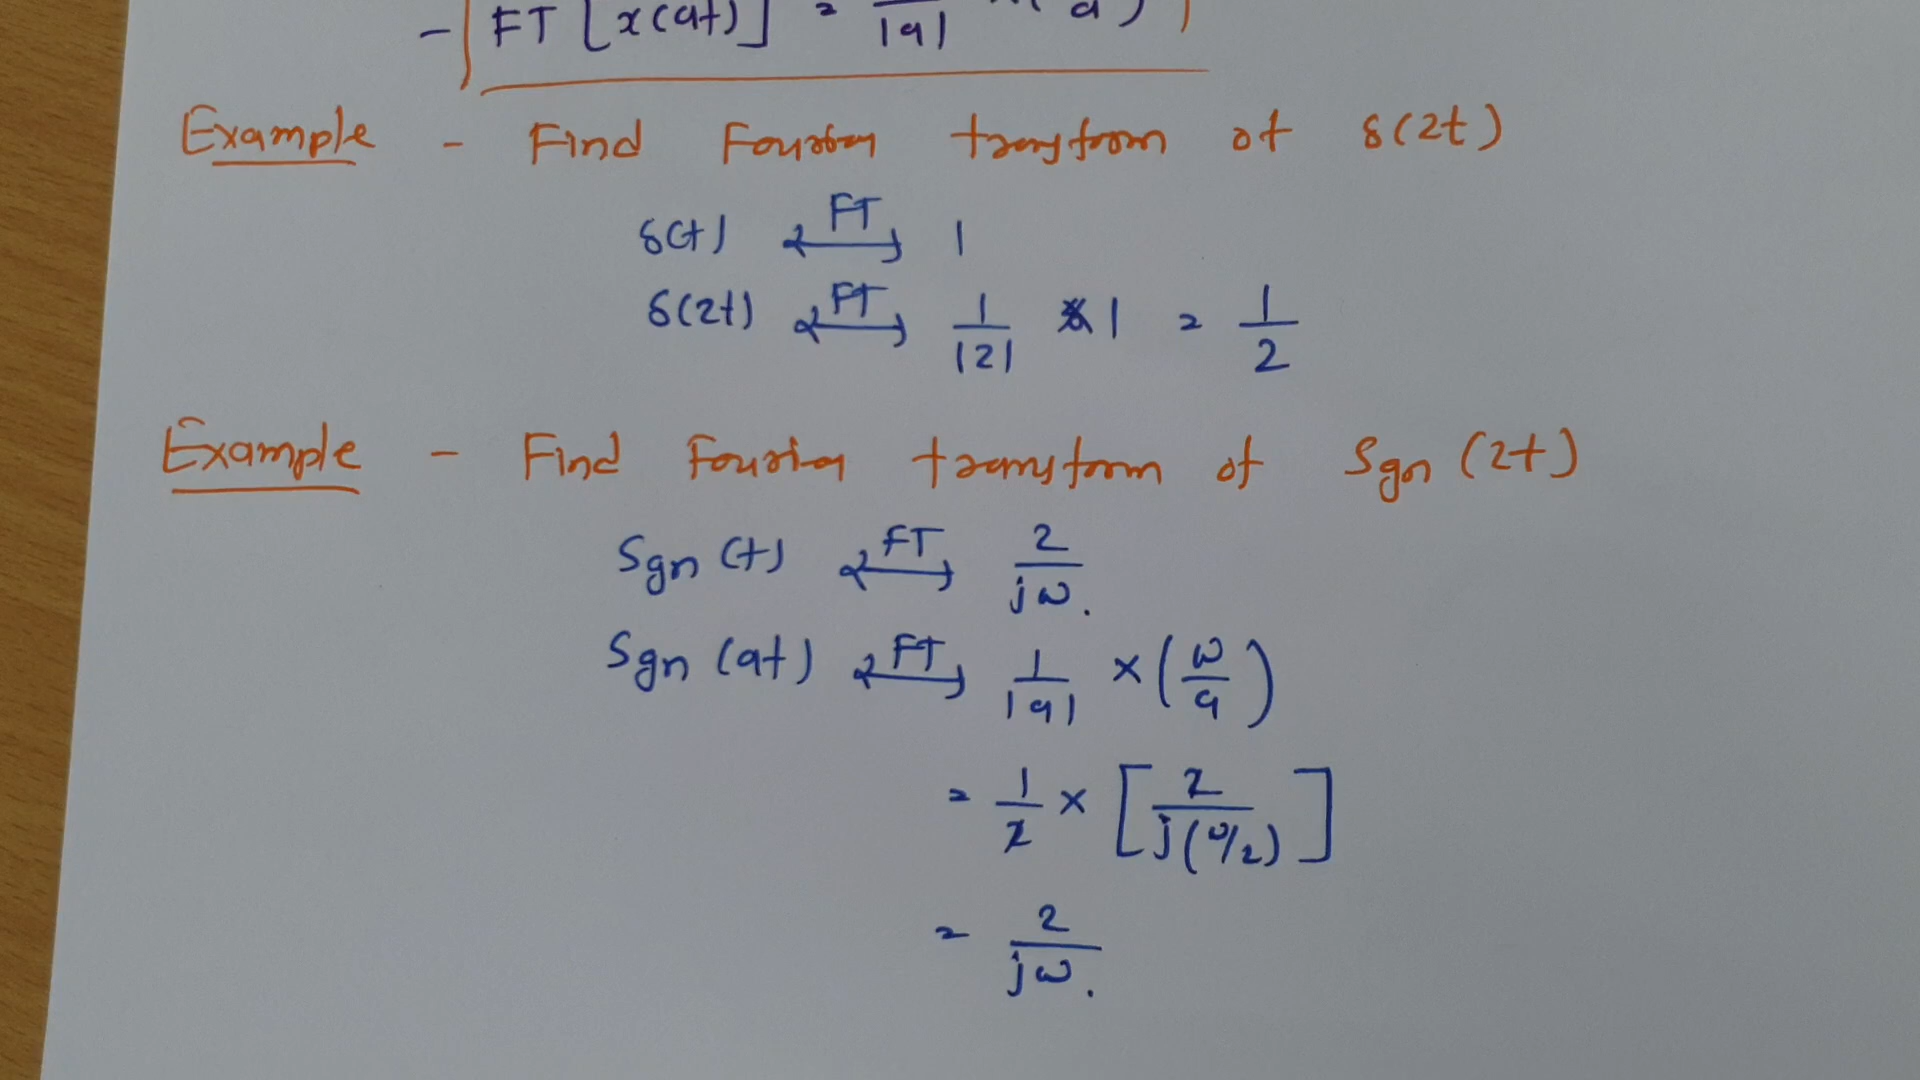 - FT [x(at)] = 1/|a| x(ω/a)
Example - Find Fourier transform of δ(2t)
δ(t) ←FT→ 1
δ(2t) ←FT→ 1/|2| × 1 = 1/2
Example - Find Fourier transform of Sgn (2t)
Sgn (t) ←FT→ 2/jω.
Sgn (at) ←FT→ 1/|a| × (ω/a)
= 1/2 × [2/j(ω/2)]
= 2/jω.